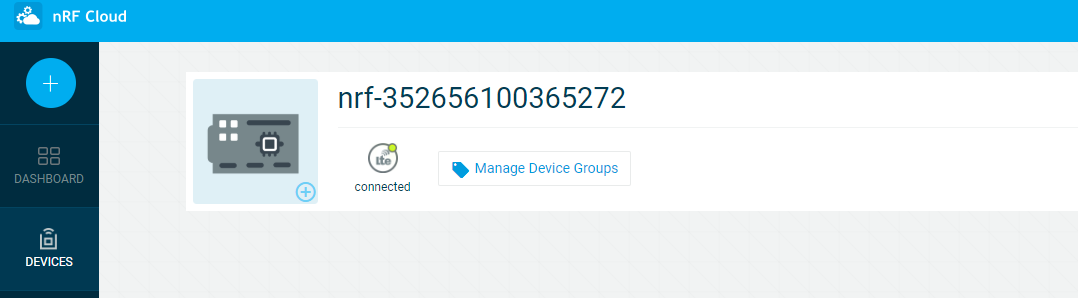 nRF Cloud
nrf-352656100365272
lte
connected
Manage Device Groups
DASHBOARD
DEVICES